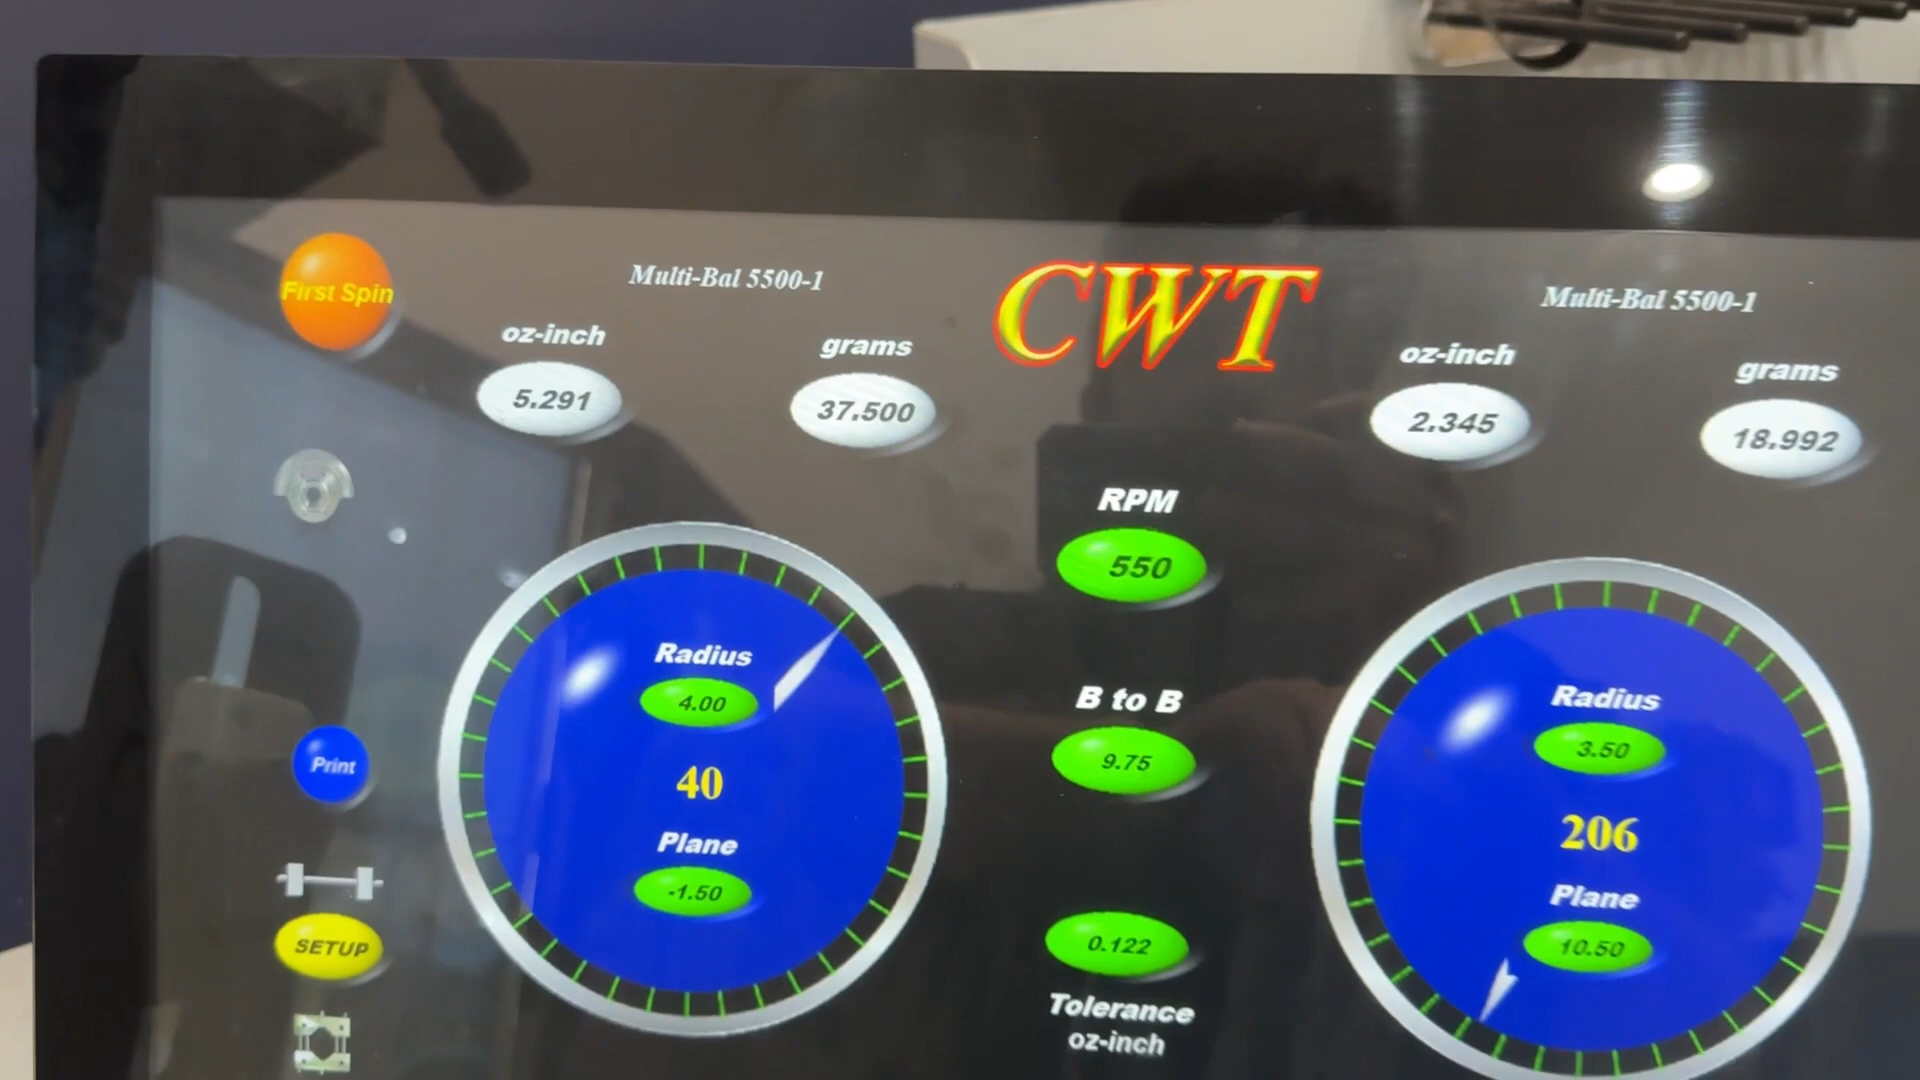 First Spin
Multi-Bal 5500-1
CWT
Multi-Bal 5500-1
oz-inch
grams
oz-inch
grams
5.291
37.500
2.345
18.992
RPM
550
Radius
4.00
B to B
9.75
Radius
3.50
Print
40
206
Plane
-1.50
Plane
10.50
SETUP
0.122
Tolerance
oz-inch